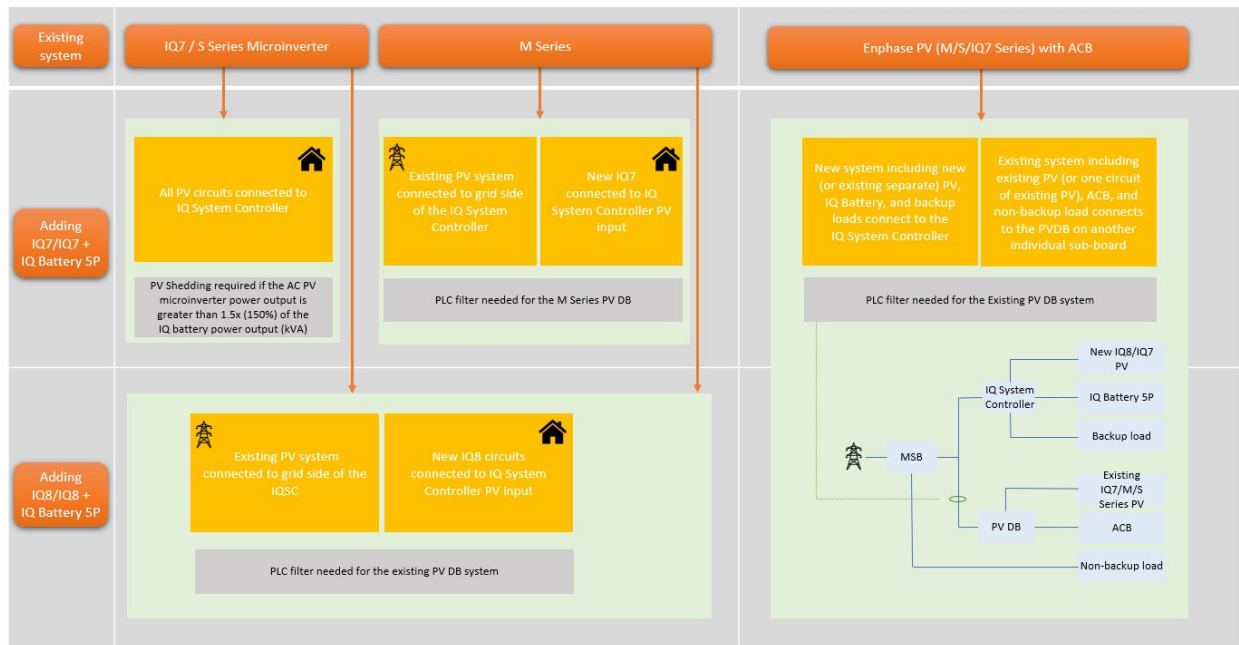 Existing
system
IQ7 / S Series Microinverter
M Series
Enphase PV (M/S/IQ7 Series) with ACB
Adding
IQ7/IQ7 +
IQ Battery 5P
All PV circuits connected to
IQ System Controller
PV Shedding required if the AC PV
microinverter power output is
greater than 1.5x (150%) of the
IQ battery power output (kVA)
Existing PV system
connected to grid side
of the IQ System
Controller
New IQ7
connected to IQ
System Controller PV
input
PLC filter needed for the M Series PV DB
New system including new
(or existing separate) PV,
IQ Battery, and backup
loads connect to the
IQ System Controller
Existing system including
existing PV (or one circuit
of existing PV), ACB, and
non-backup load connects
to the PVDB on another
individual sub-board
PLC filter needed for the Existing PV DB system
Adding
IQ8/IQ8 +
IQ Battery 5P
Existing PV system
connected to grid side of the
IQSC
New IQ8 circuits
connected to IQ System
Controller PV input
PLC filter needed for the existing PV DB system
New IQ8/IQ7
PV
IQ System
Controller
IQ Battery 5P
Backup load
MSB
Existing
IQ7/M/S
Series PV
PV DB
ACB
Non-backup load